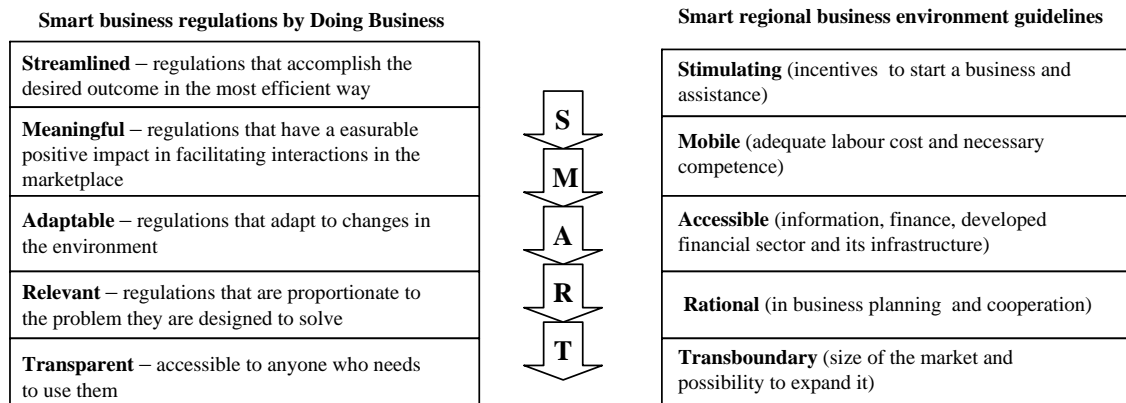 Smart business regulations by Doing Business
Streamlined – regulations that accomplish the
desired outcome in the most efficient way
Meaningful – regulations that have a easurable
positive impact in facilitating interactions in the
marketplace
Adaptable – regulations that adapt to changes in
the environment
Relevant – regulations that are proportionate to
the problem they are designed to solve
Transparent – accessible to anyone who needs
to use them
S
M
A
R
T
Smart regional business environment guidelines
Stimulating (incentives to start a business and
assistance)
Mobile (adequate labour cost and necessary
competence)
Accessible (information, finance, developed
financial sector and its infrastructure)
Rational (in business planning and cooperation)
Transboundary (size of the market and
possibility to expand it)